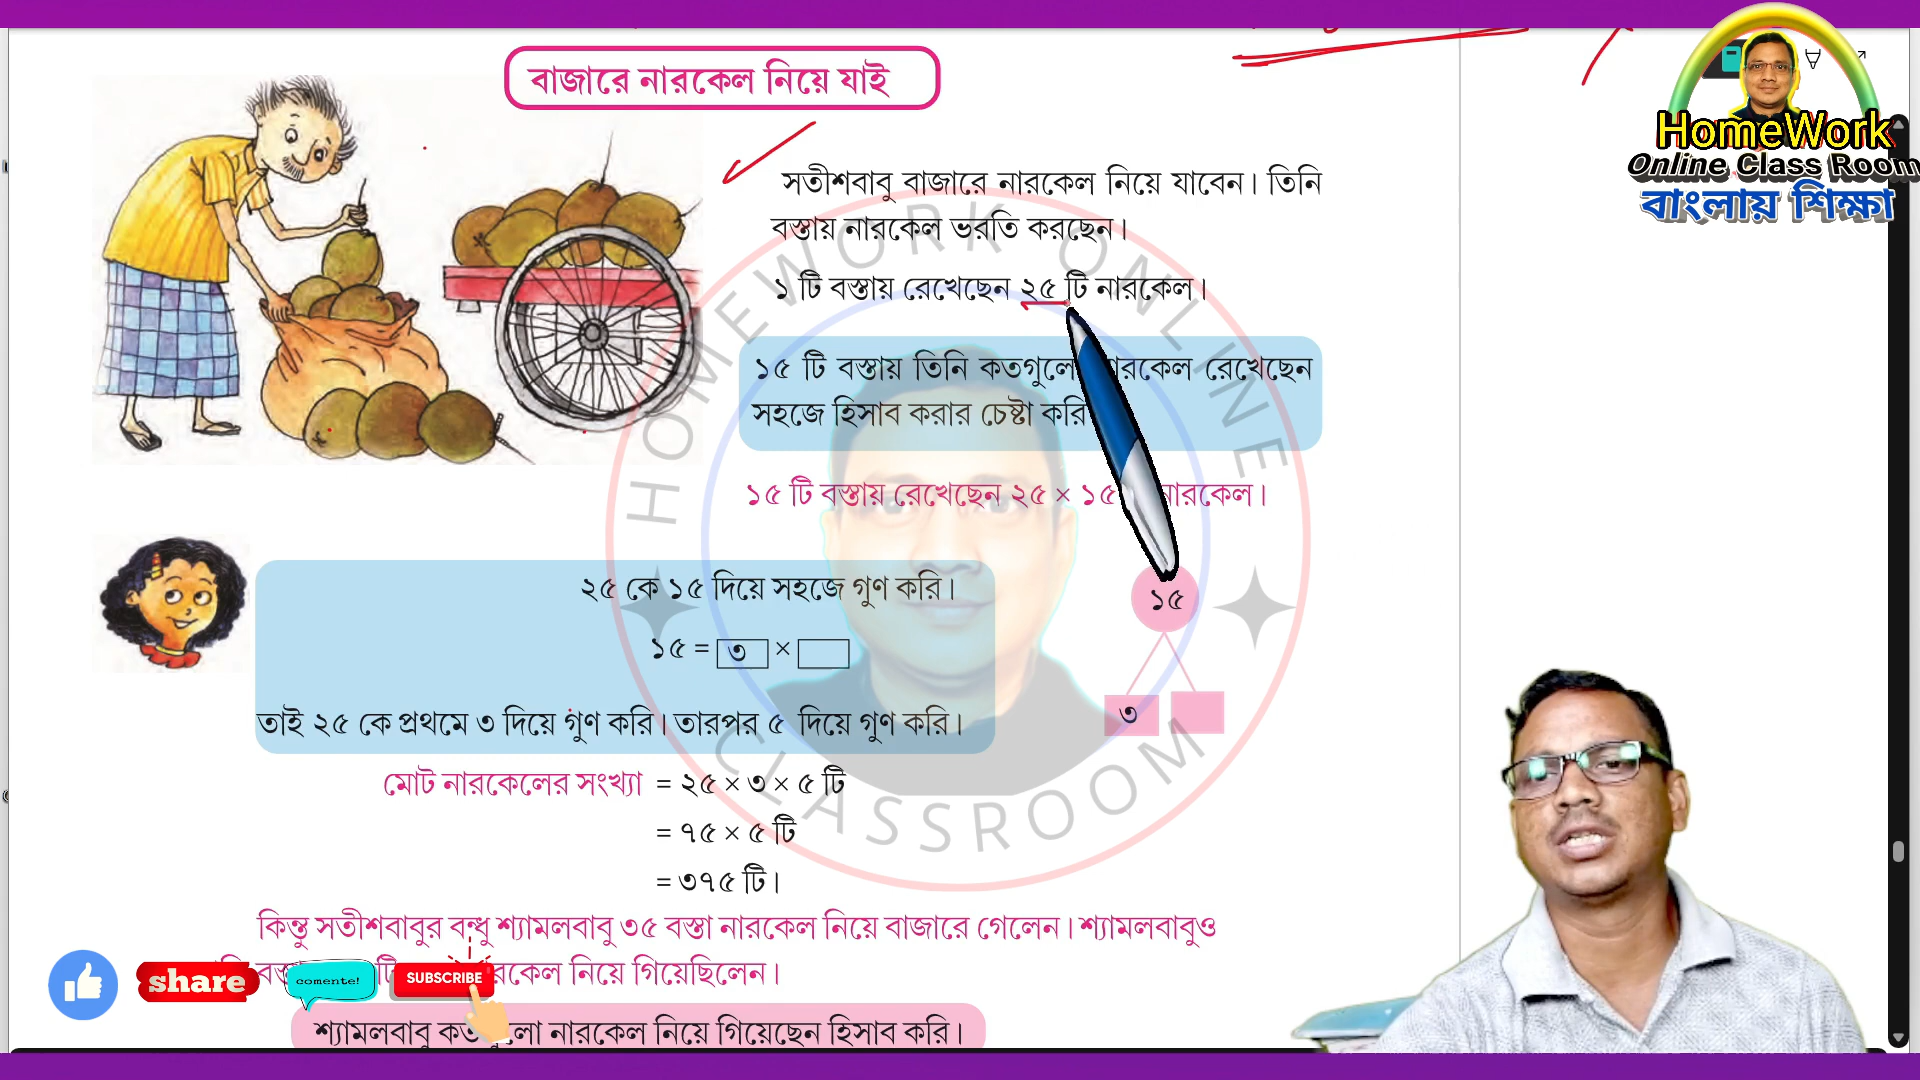 বাজারে নারকেল নিয়ে যাই
সতীশবাবু বাজারে নারকেল নিয়ে যাবেন। তিনি
বস্তায় নারকেল ভরতি করছেন।
১ টি বস্তায় রেখেছেন ২৫ টি নারকেল।
১৫ টি বস্তায় তিনি রেখেছেন
সহজে হিসাব করার চেষ্টা করি
১৫ টি বস্তায় রেখেছেন ২৫ × ১৫ নারকেল।
২৫ কে ১৫ দিয়ে সহজে গুণ করি।
১৫ = ৩ ×
তাই ২৫ কে প্রথমে ৩ দিয়ে গুণ করি। তারপর ৫ দিয়ে গুণ করি।
১৫
৩
মোট নারকেলের সংখ্যা = ২৫ × ৩ × ৫ টি
= ৭৫ × ৫ টি
= ৩৭৫ টি।
কিন্তু সতীশবাবুর বন্ধু শ্যামলবাবু ৩৫ বস্তা নারকেল নিয়ে বাজারে গেলেন। শ্যামলবাবুও
নিয়ে গিয়েছিলেন।
শ্যামলবাবু নারকেল নিয়ে গিয়েছেন হিসাব করি।
HomeWork
Online Class Room
বাংলায় শিক্ষা
HOMEWORK ONLINE
CLASSROOM
share
comente!
SUBSCRIBE